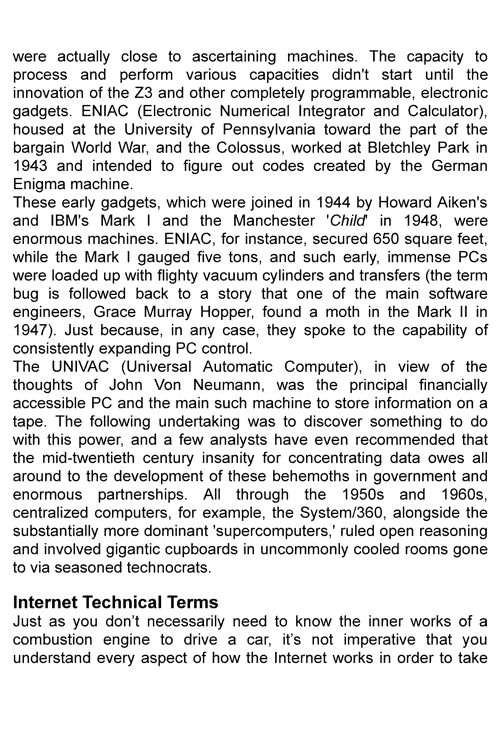 were actually close to ascertaining machines. The capacity to
process and perform various capacities didn't start until the
innovation of the Z3 and other completely programmable, electronic
gadgets. ENIAC (Electronic Numerical Integrator and Calculator),
housed at the University of Pennsylvania toward the part of the
bargain World War, and the Colossus, worked at Bletchley Park in
1943 and intended to figure out codes created by the German
Enigma machine.
These early gadgets, which were joined in 1944 by Howard Aiken's
and IBM's Mark I and the Manchester 'Child' in 1948, were
enormous machines. ENIAC, for instance, secured 650 square feet,
while the Mark I gauged five tons, and such early, immense PCs
were loaded up with flighty vacuum cylinders and transfers (the term
bug is followed back to a story that one of the main software
engineers, Grace Murray Hopper, found a moth in the Mark II in
1947). Just because, in any case, they spoke to the capability of
consistently expanding PC control.
The UNIVAC (Universal Automatic Computer), in view of the
thoughts of John Von Neumann, was the principal financially
accessible PC and the main such machine to store information on a
tape. The following undertaking was to discover something to do
with this power, and a few analysts have even recommended that
the mid-twentieth century insanity for concentrating data owes all
around to the development of these behemoths in government and
enormous partnerships. All through the 1950s and 1960s,
centralized computers, for example, the System/360, alongside the
substantially more dominant 'supercomputers,' ruled open reasoning
and involved gigantic cupboards in uncommonly cooled rooms gone
to via seasoned technocrats.
Internet Technical Terms
Just as you don’t necessarily need to know the inner works of a
combustion engine to drive a car, it’s not imperative that you
understand every aspect of how the Internet works in order to take